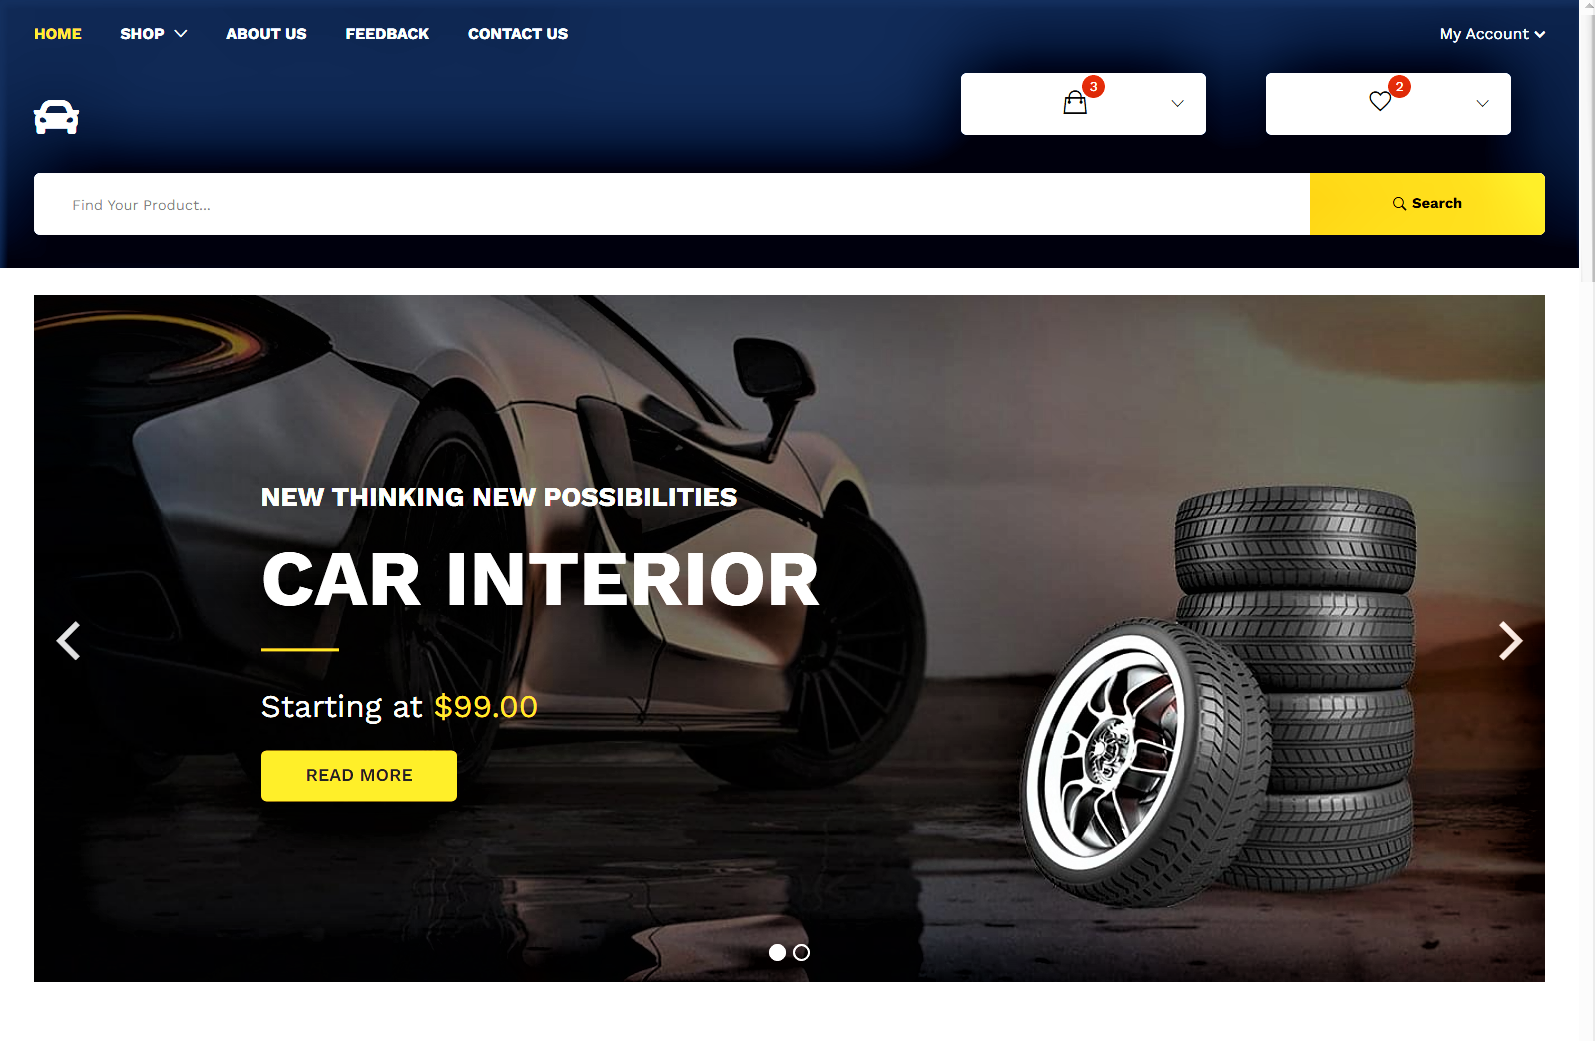 HOME SHOP ABOUT US FEEDBACK CONTACT US My Account
3 2
Find Your Product... Search
NEW THINKING NEW POSSIBILITIES
CAR INTERIOR
Starting at $99.00
READ MORE